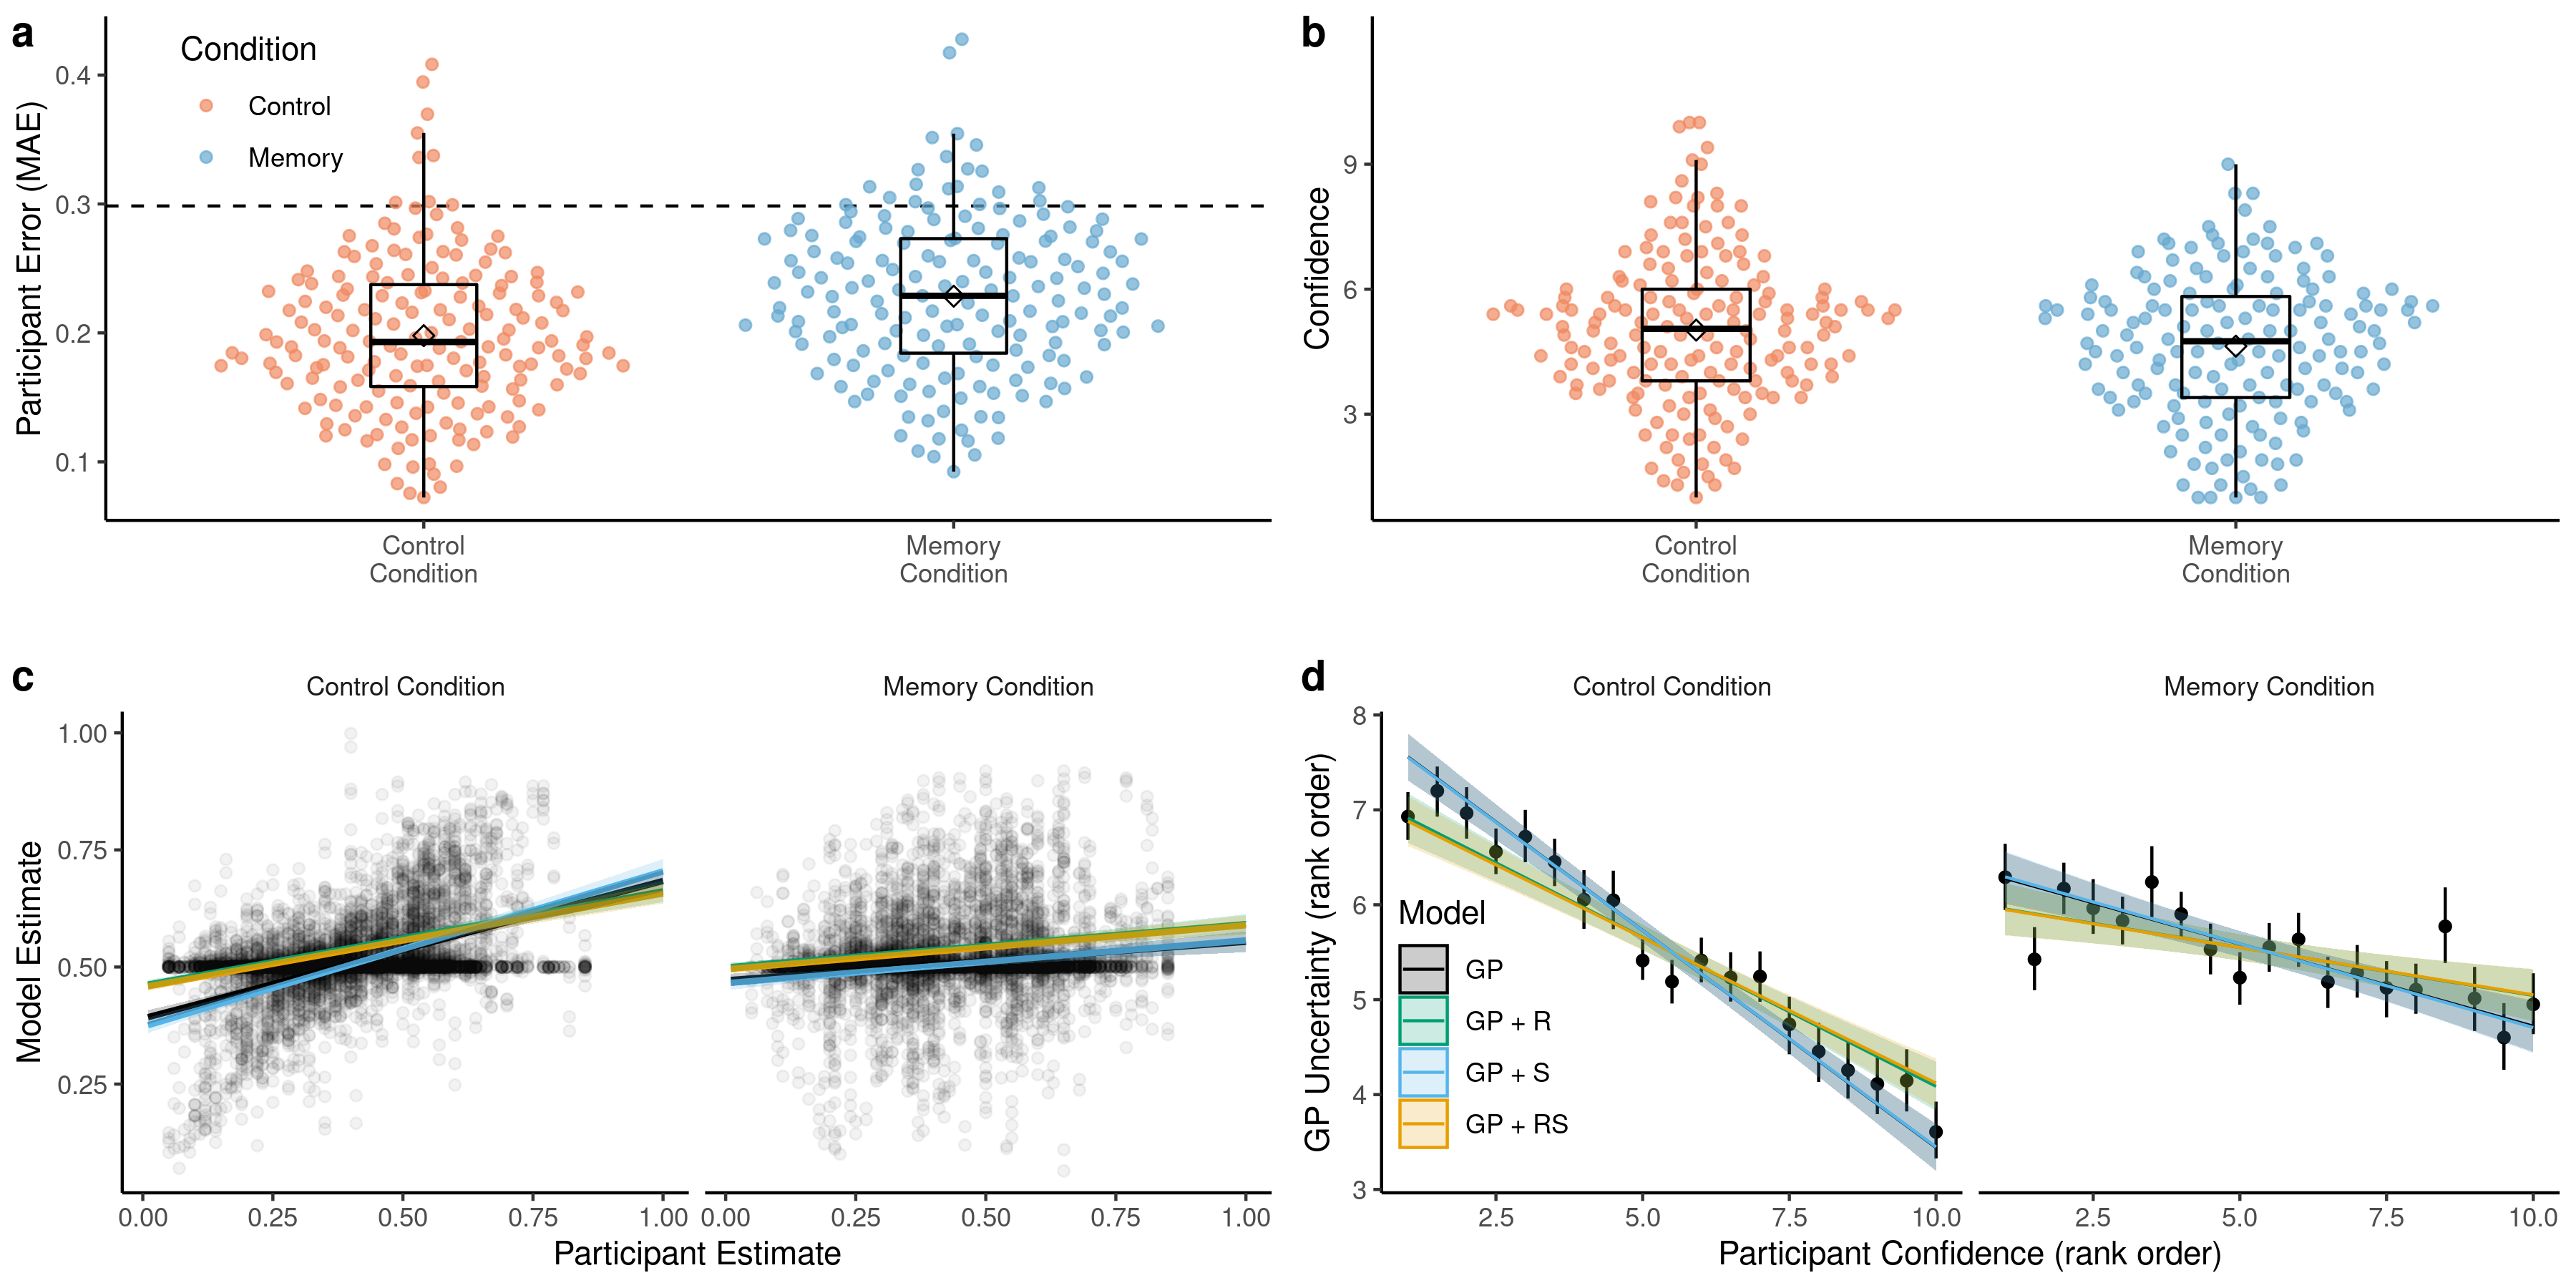 a
Condition
Control
Memory
Participant Error (MAE)
0.4
0.3
0.2
0.1
Control
Condition
Memory
Condition
b
Confidence
9
6
3
Control
Condition
Memory
Condition
c
Control Condition
Memory Condition
Model Estimate
1.00
0.75
0.50
0.25
0.00 0.25 0.50 0.75 1.00
0.00 0.25 0.50 0.75 1.00
Participant Estimate
d
Control Condition
Memory Condition
GP Uncertainty (rank order)
8
7
6
5
4
3
Model
GP
GP + R
GP + S
GP + RS
2.5 5.0 7.5 10.0
2.5 5.0 7.5 10.0
Participant Confidence (rank order)